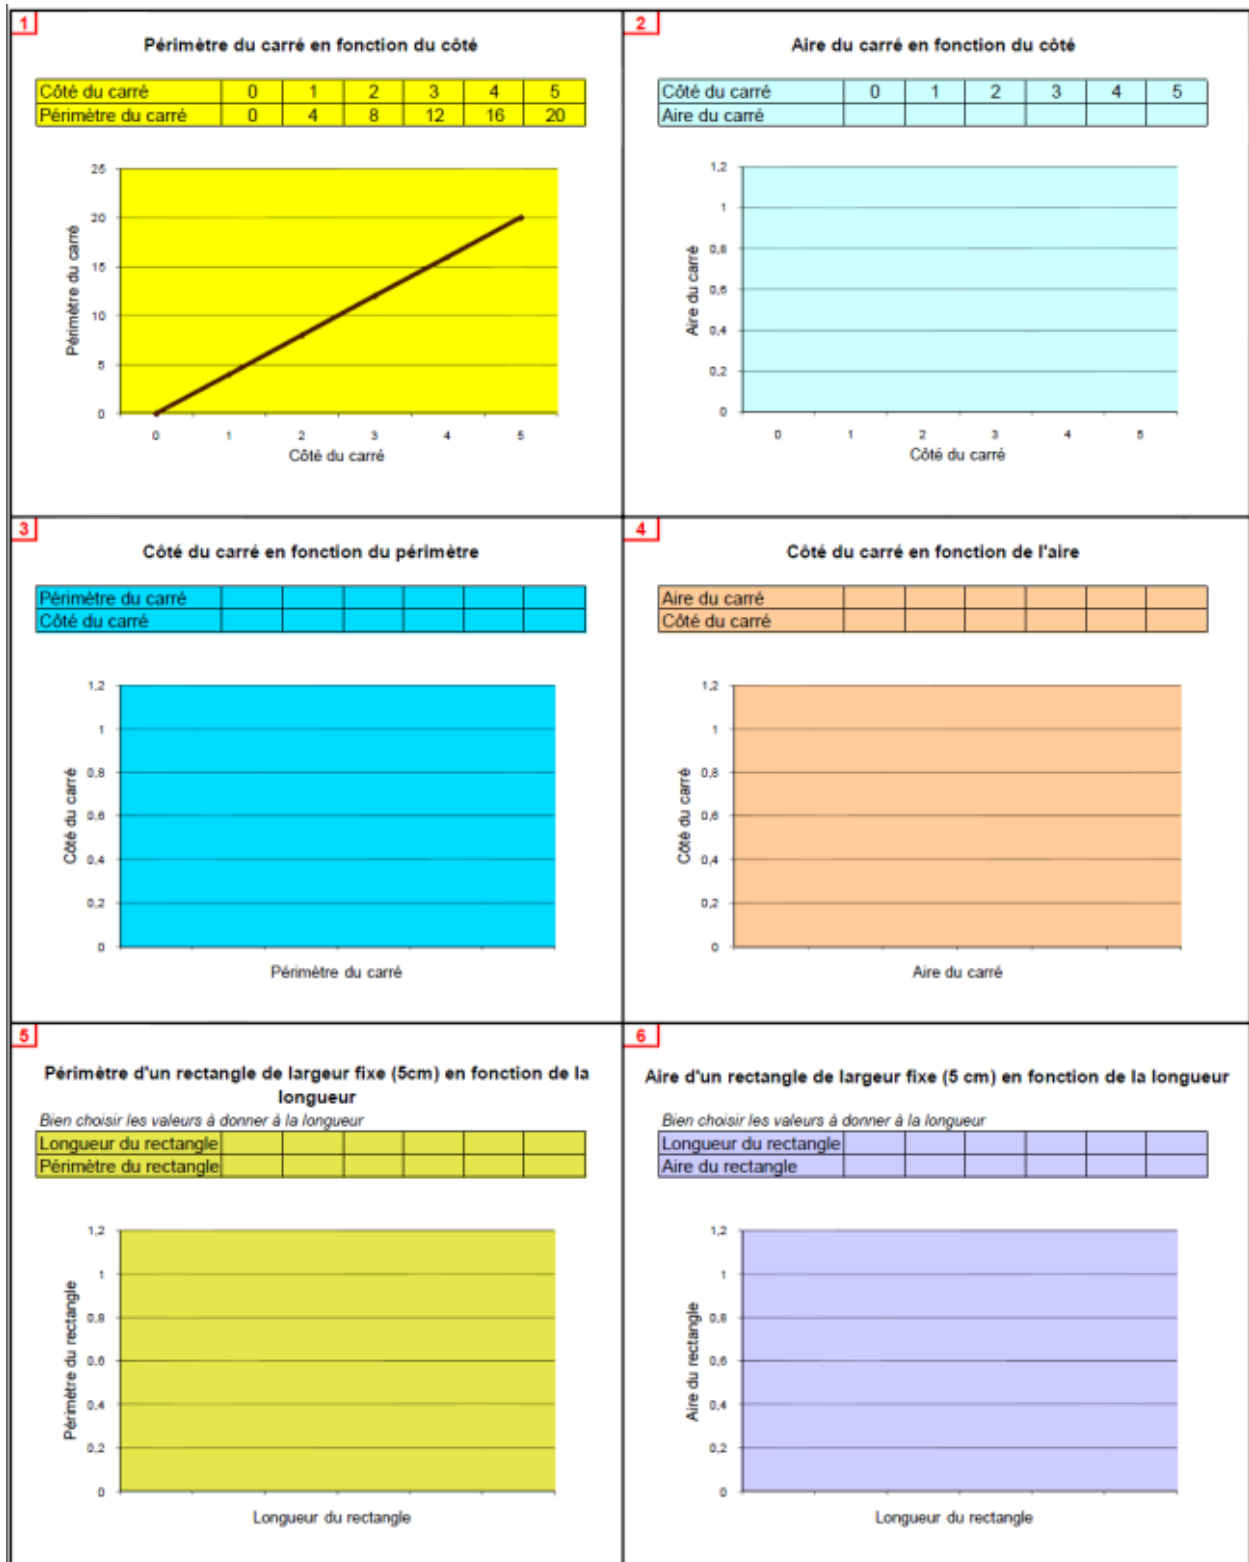 1
Périmètre du carré en fonction du côté
Côté du carré 0 1 2 3 4 5
Périmètre du carré 0 4 8 12 16 20
25
20
15
10
5
0
Périmètre du carré
0 1 2 3 4 5
Côté du carré
2
Aire du carré en fonction du côté
Côté du carré 0 1 2 3 4 5
Aire du carré
1,2
1
0,8
0,6
0,4
0,2
0
Aire du carré
0 1 2 3 4 5
Côté du carré
3
Côté du carré en fonction du périmètre
Périmètre du carré
Côté du carré
1,2
1
0,8
0,6
0,4
0,2
0
Côté du carré
Périmètre du carré
4
Côté du carré en fonction de l'aire
Aire du carré
Côté du carré
1,2
1
0,8
0,6
0,4
0,2
0
Côté du carré
Aire du carré
5
Périmètre d'un rectangle de largeur fixe (5cm) en fonction de la
longueur
Bien choisir les valeurs à donner à la longueur
Longueur du rectangle
Périmètre du rectangle
1,2
1
0,8
0,6
0,4
0,2
0
Périmètre du rectangle
Longueur du rectangle
6
Aire d'un rectangle de largeur fixe (5 cm) en fonction de la longueur
Bien choisir les valeurs à donner à la longueur
Longueur du rectangle
Aire du rectangle
1,2
1
0,8
0,6
0,4
0,2
0
Aire du rectangle
Longueur du rectangle